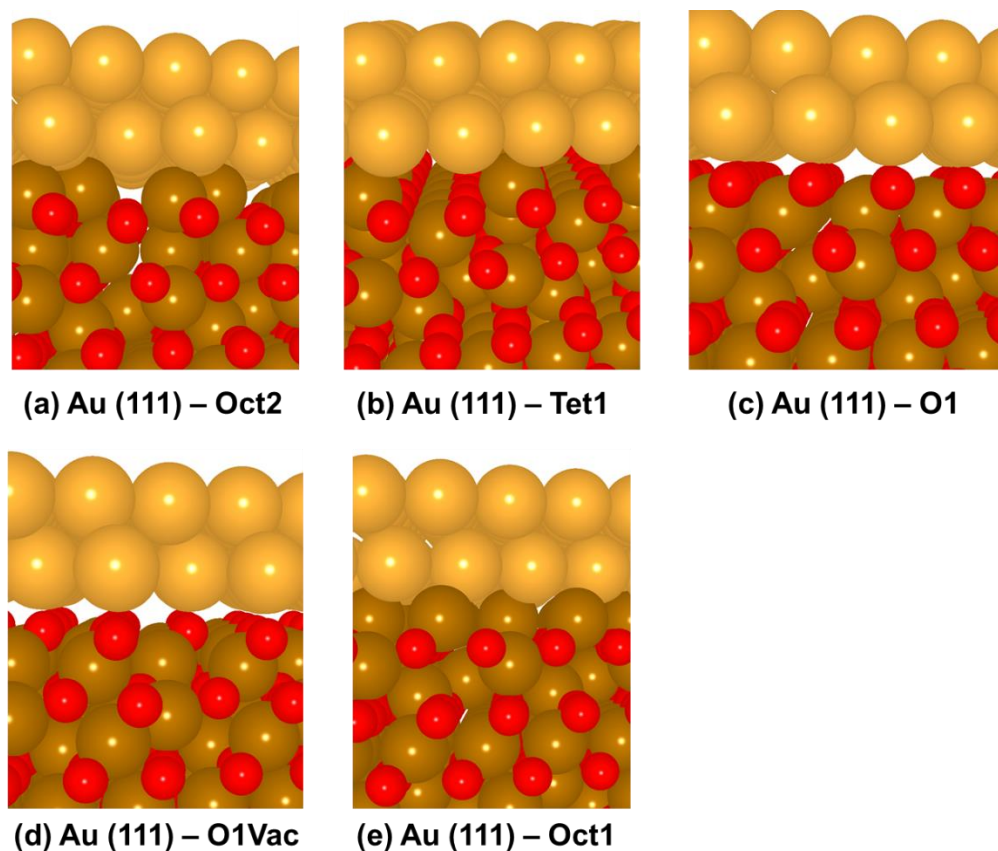 (a) Au (111) – Oct2
(b) Au (111) – Tet1
(c) Au (111) – O1
(d) Au (111) – O1Vac
(e) Au (111) – Oct1